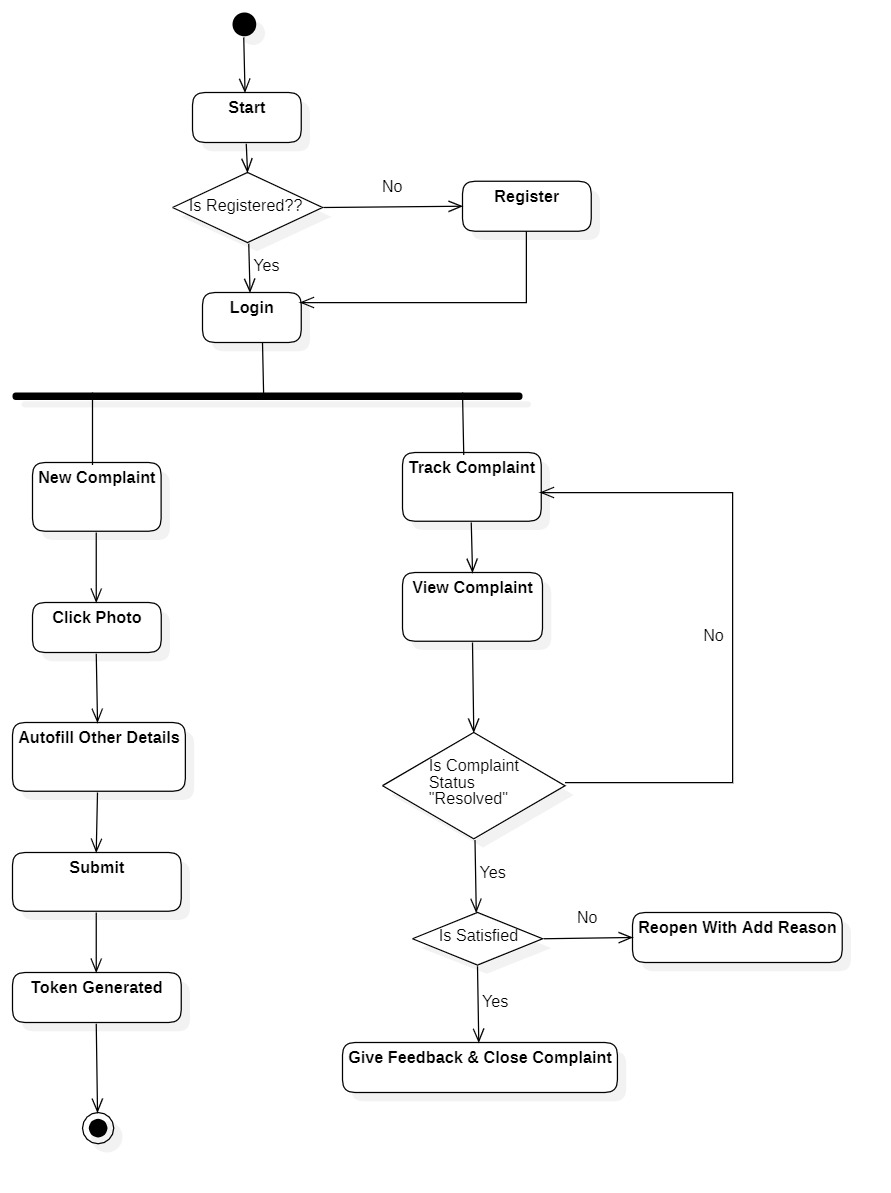 Start
Is Registered??
No
Register
Yes
Login
New Complaint
Track Complaint
Click Photo
View Complaint
No
Autofill Other Details
Is Complaint
Status
"Resolved"
Submit
Yes
No
Is Satisfied
Reopen With Add Reason
Token Generated
Yes
Give Feedback & Close Complaint